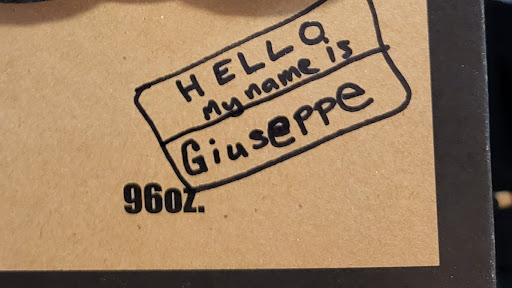 HELLO
my name is
Giuseppe
96oz.